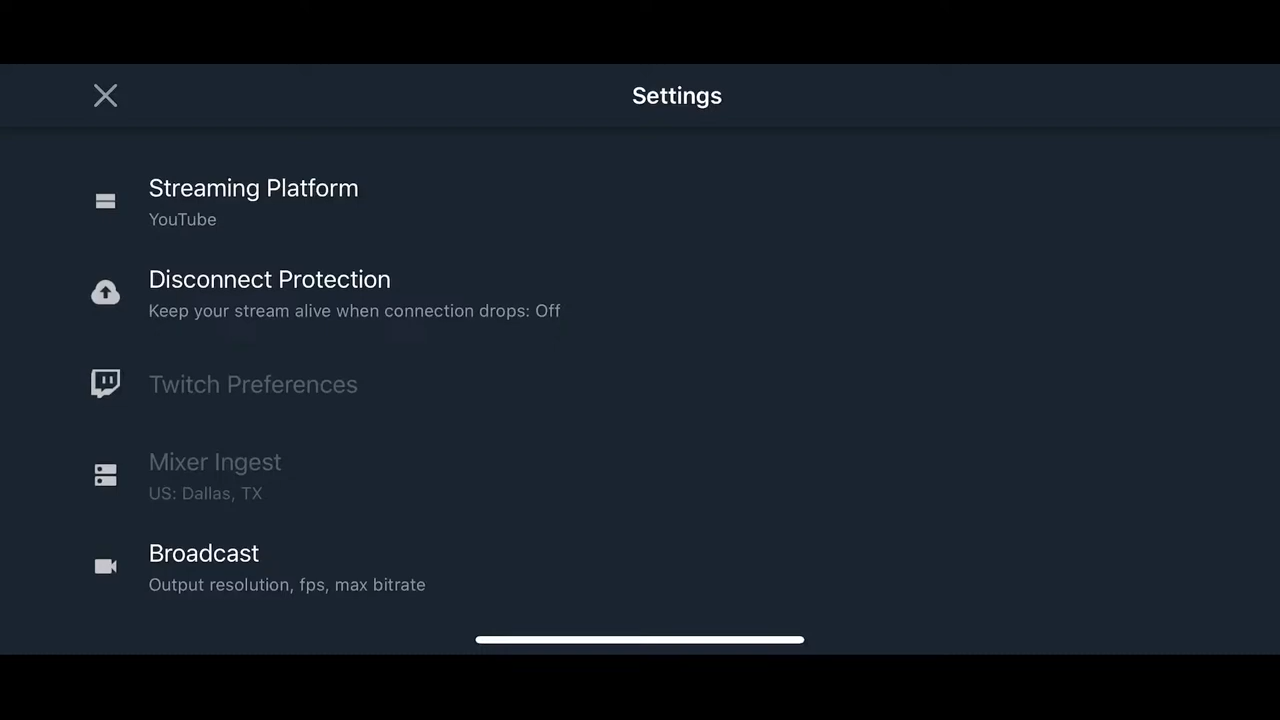 Settings
Streaming Platform
YouTube
Disconnect Protection
Keep your stream alive when connection drops: Off
Twitch Preferences
Mixer Ingest
US: Dallas, TX
Broadcast
Output resolution, fps, max bitrate